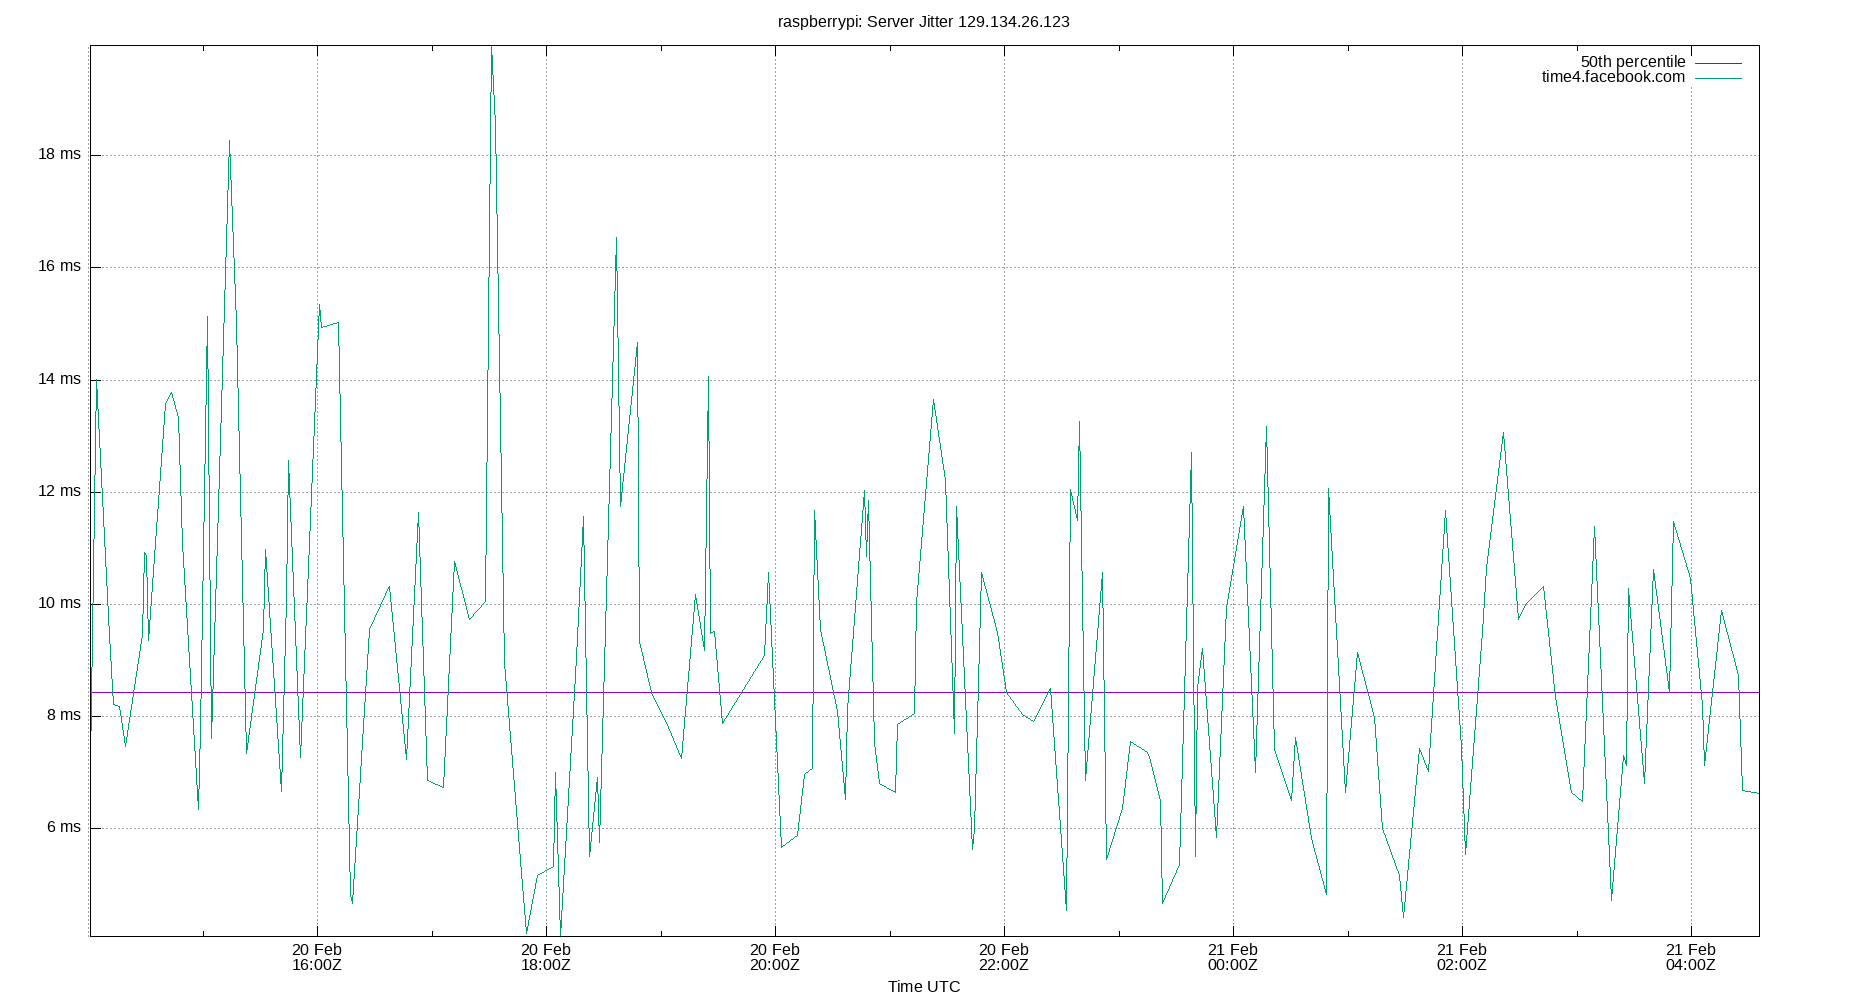 raspberrypi: Server Jitter 129.134.26.123
50th percentile
time4.facebook.com
18 ms
16 ms
14 ms
12 ms
10 ms
8 ms
6 ms
20 Feb 20 Feb 20 Feb 20 Feb 21 Feb 21 Feb 21 Feb
16:00Z 18:00Z 20:00Z 22:00Z 00:00Z 02:00Z 04:00Z
Time UTC